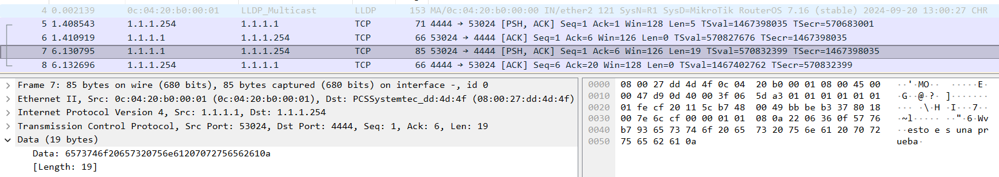 4 0.002139 0c:04:20:b0:00:01 LLDP_Multicast LLDP 153 MA/0c:04:20:b0:00:00 IN/ether2 121 SysN=R1 SysD=MikroTik RouterOS 7.16 (stable) 2024-09-20 13:00:27 CHR
5 1.408543 1.1.1.254 1.1.1.1 TCP 71 4444 → 53024 [PSH, ACK] Seq=1 Ack=1 Win=128 Len=5 TSval=1467398035 TSecr=570683001
6 1.410919 1.1.1.1 1.1.1.254 TCP 66 53024 → 4444 [ACK] Seq=1 Ack=6 Win=126 Len=0 TSval=570827676 TSecr=1467398035
7 6.130795 1.1.1.1 1.1.1.254 TCP 85 53024 → 4444 [PSH, ACK] Seq=1 Ack=6 Win=126 Len=19 TSval=570832399 TSecr=1467398035
8 6.132696 1.1.1.254 1.1.1.1 TCP 66 4444 → 53024 [ACK] Seq=6 Ack=20 Win=128 Len=0 TSval=1467402762 TSecr=570832399
Frame 7: 85 bytes on wire (680 bits), 85 bytes captured (680 bits) on interface -, id 0
Ethernet II, Src: 0c:04:20:b0:00:01 (0c:04:20:b0:00:01), Dst: PCSSystemtec_dd:4d:4f (08:00:27:dd:4d:4f)
Internet Protocol Version 4, Src: 1.1.1.1, Dst: 1.1.1.254
Transmission Control Protocol, Src Port: 53024, Dst Port: 4444, Seq: 1, Ack: 6, Len: 19
Data (19 bytes)
Data: 6573746f20657320756e61207072756562610a
[Length: 19]
0000 08 00 27 dd 4d 4f 0c 04 20 b0 00 01 08 00 45 00 ··'·MO·· ·····E·
0010 00 47 d9 0d 40 00 3f 06 5d a3 01 01 01 01 01 01 ·G··@·?· ]·······
0020 01 fe cf 20 11 5c b7 48 00 49 bb be b3 37 80 18 ··· ·\·H ·I···7··
0030 00 7e 6c cf 00 00 01 01 08 0a 22 06 36 0f 57 76 ·~l····· ··"·6·Wv
0040 b7 93 65 73 74 6f 20 65 73 20 75 6e 61 20 70 72 ··esto e s una pr
0050 75 65 62 61 0a ueba·